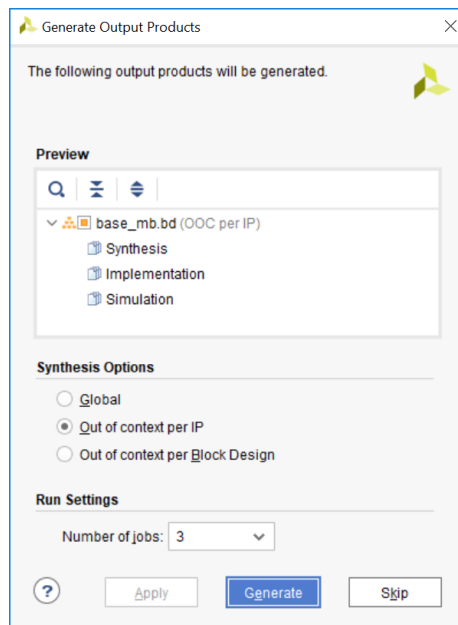 Generate Output Products
The following output products will be generated.
Preview
base_mb.bd (OOC per IP)
Synthesis
Implementation
Simulation
Synthesis Options
Global
Out of context per IP
Out of context per Block Design
Run Settings
Number of jobs: 3
? Apply Generate Skip